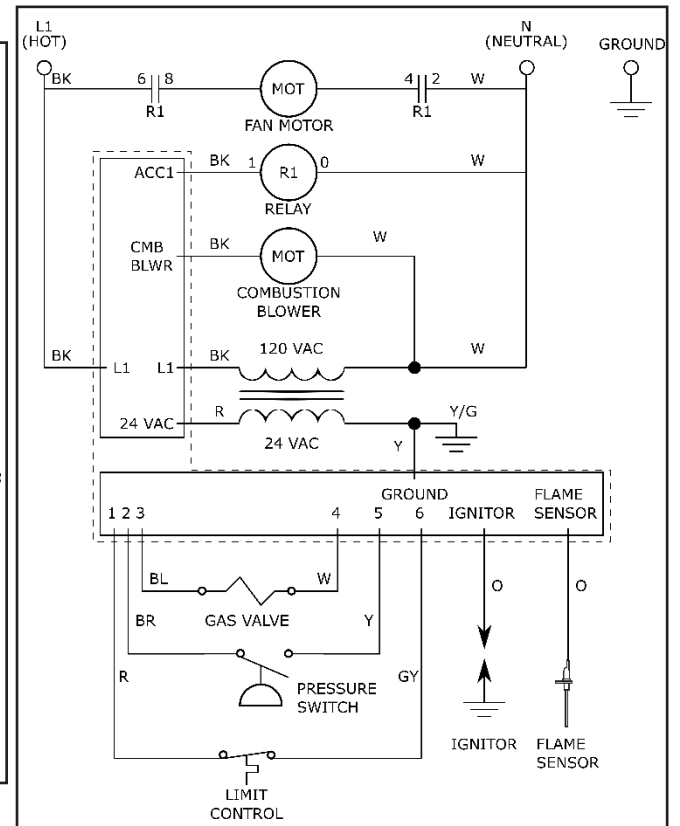 L1
(HOT)
N
(NEUTRAL)
GROUND
BK
6
8
R1
MOT
FAN MOTOR
4
2
R1
W
ACC1
BK
1
R1
0
RELAY
W
CMB
BLWR
BK
MOT
COMBUSTION
BLOWER
W
BK
L1
L1
BK
120 VAC
W
24 VAC
R
24 VAC
Y
Y/G
GROUND
1 2 3
4
5
6
IGNITOR
FLAME
SENSOR
BL
GAS VALVE
W
BR
Y
O
O
R
PRESSURE
SWITCH
GY
IGNITOR
FLAME
SENSOR
LIMIT
CONTROL